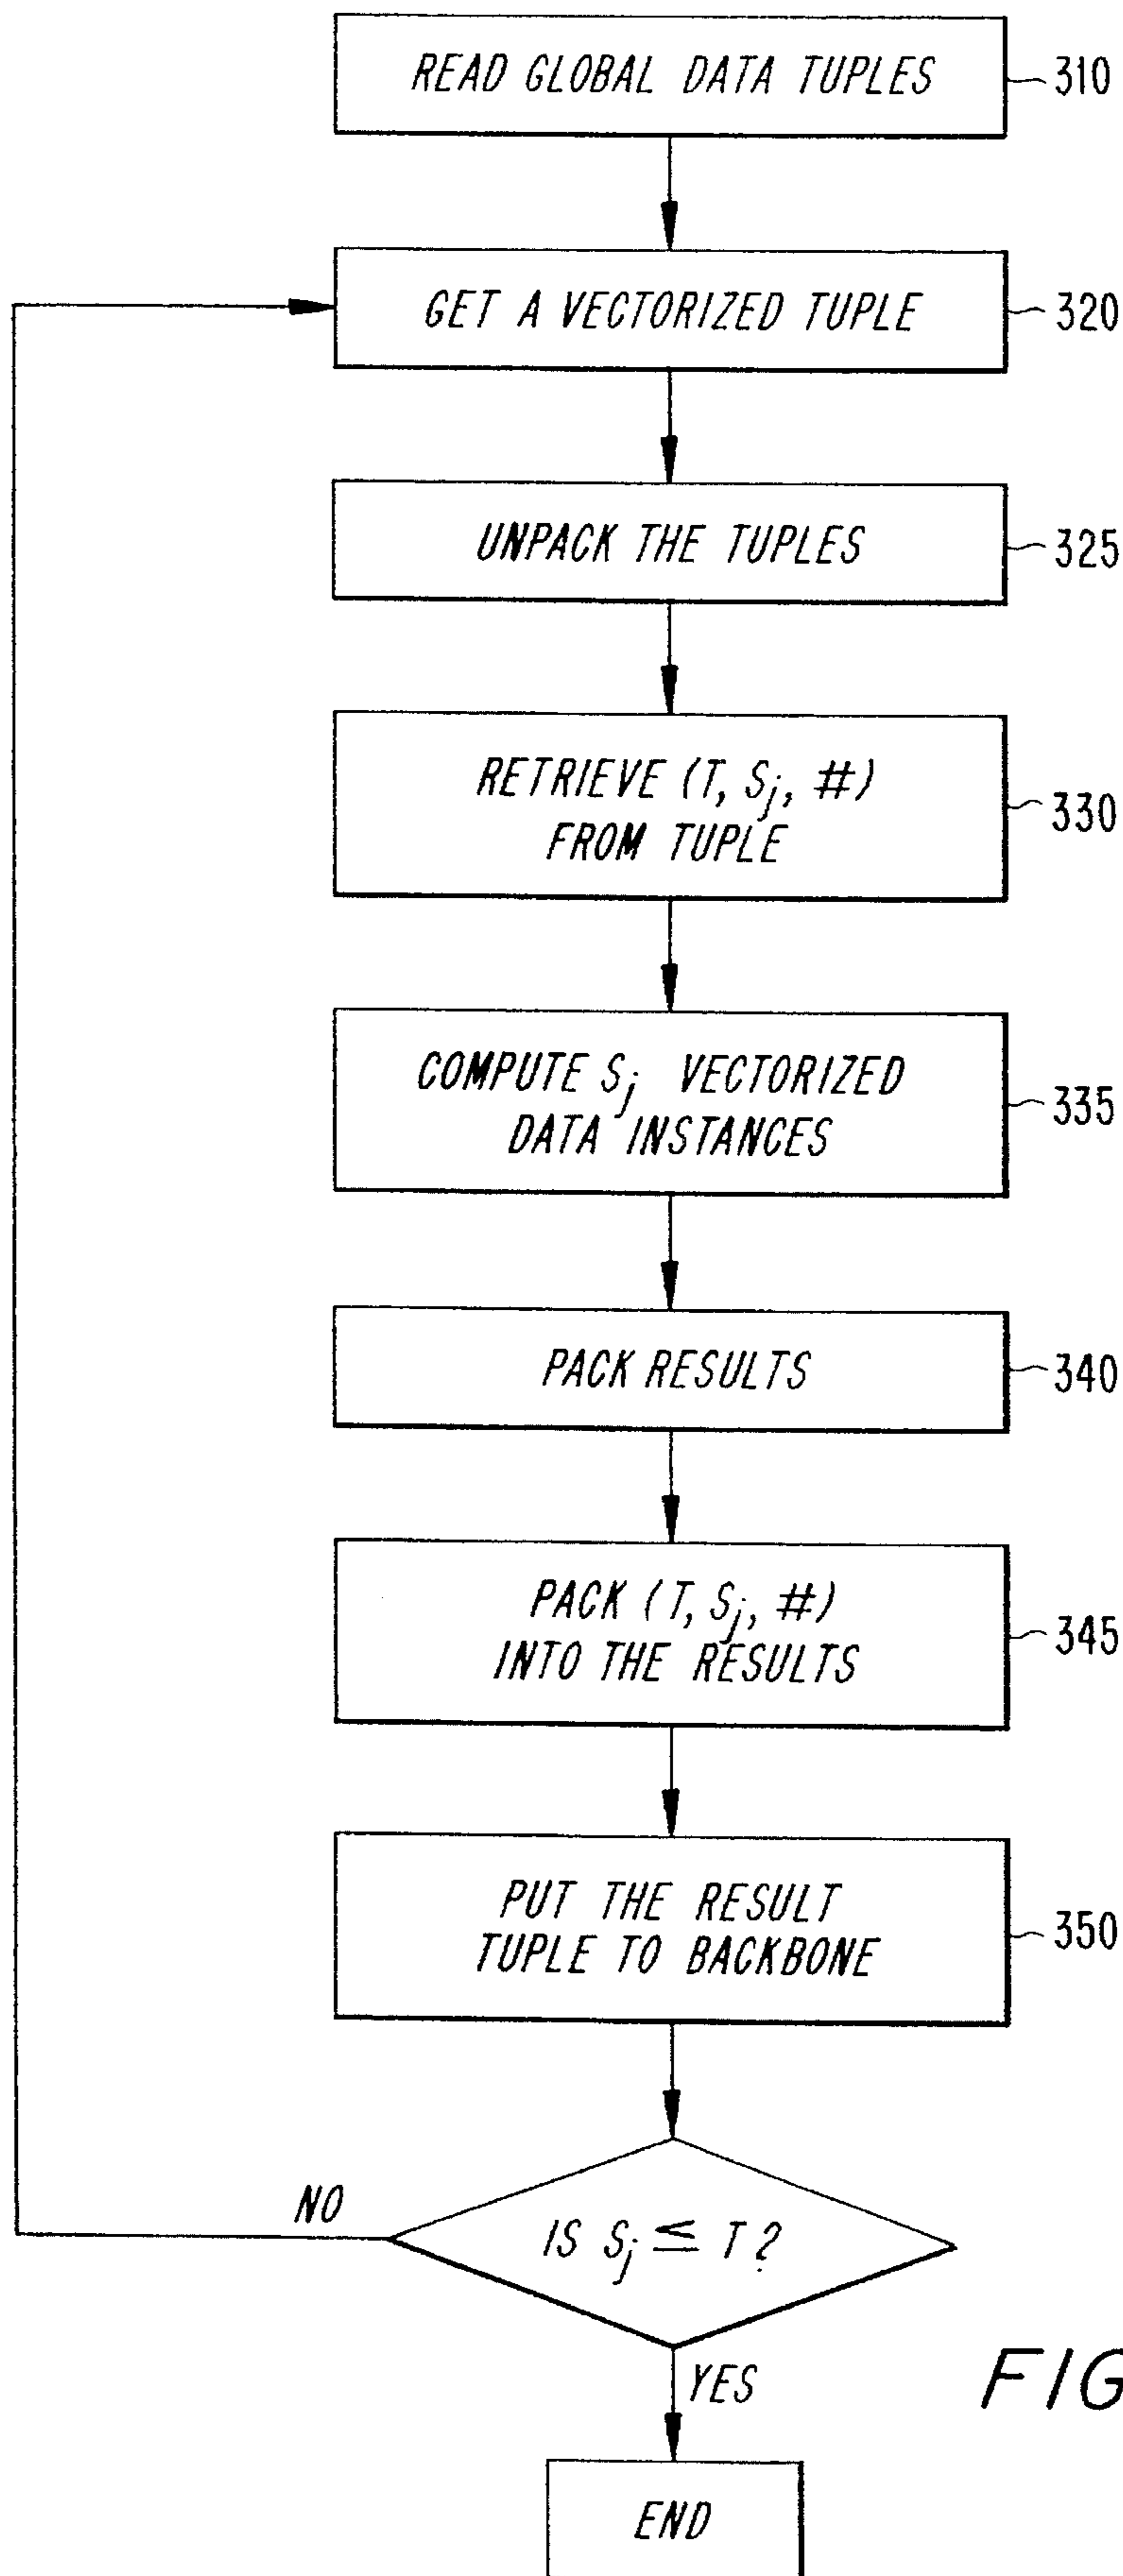 READ GLOBAL DATA TUPLES
310
GET A VECTORIZED TUPLE
320
UNPACK THE TUPLES
325
RETRIEVE (T, Sj, #)
FROM TUPLE
330
COMPUTE Sj VECTORIZED
DATA INSTANCES
335
PACK RESULTS
340
PACK (T, Sj, #)
INTO THE RESULTS
345
PUT THE RESULT
TUPLE TO BACKBONE
350
NO
IS Sj ≤ T?
YES
FIG
END